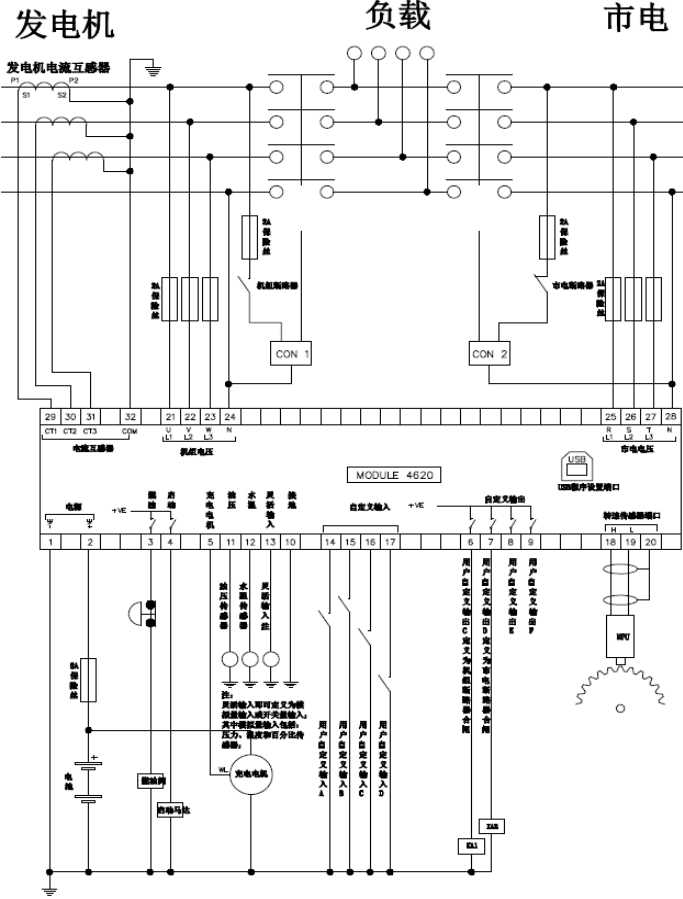 发电机
负载
市电
发电机电流互感器
P1
P2
S1
S2
2A保险丝
2A保险丝
机组断路器
市电断路器
2A保险丝
2A保险丝
CON 1
CON 2
29 30 31 32 21 22 23 24 25 26 27 28
CT1 CT2 CT3 COM U V W N R S T N
L1 L2 L3 L1 L2 L3
电流互感器
机组电压
市电电压
MODULE 4620
USB
USB程序设置端口
电源
+VE
燃油
启动
充电电机
油压
水温
灵活输入
接地
自定义输入
+VE
自定义输出
转速传感器端口
H L
1 2 3 4 5 11 12 13 10 14 15 16 17 6 7 8 9 18 19 20
油压传感器
水温传感器
灵活输入注
用户自定义输出C定义为机组断路器合闸
用户自定义输出D定义为市电断路器合闸
用户自定义输出E
用户自定义输出F
MPU
8A保险丝
注:
灵活输入即可定义为模
拟量输入或开关量输入;
其中模拟量输入包括:
压力、温度和百分比传
感器;
用户自定义输入A
用户自定义输入B
用户自定义输入C
用户自定义输入D
+
电池
WL
充电电机
燃油阀
启动马达
KA2
KA1